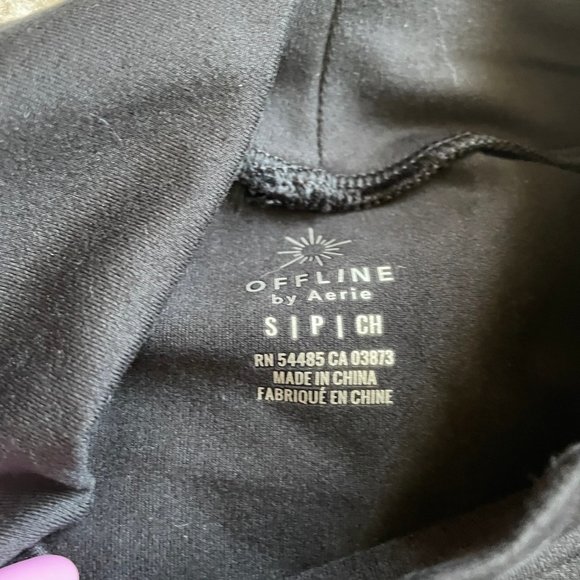 OFFLINE
by Aerie
S | P | CH
RN 54485 CA 03873
MADE IN CHINA
FABRIQUÉ EN CHINE